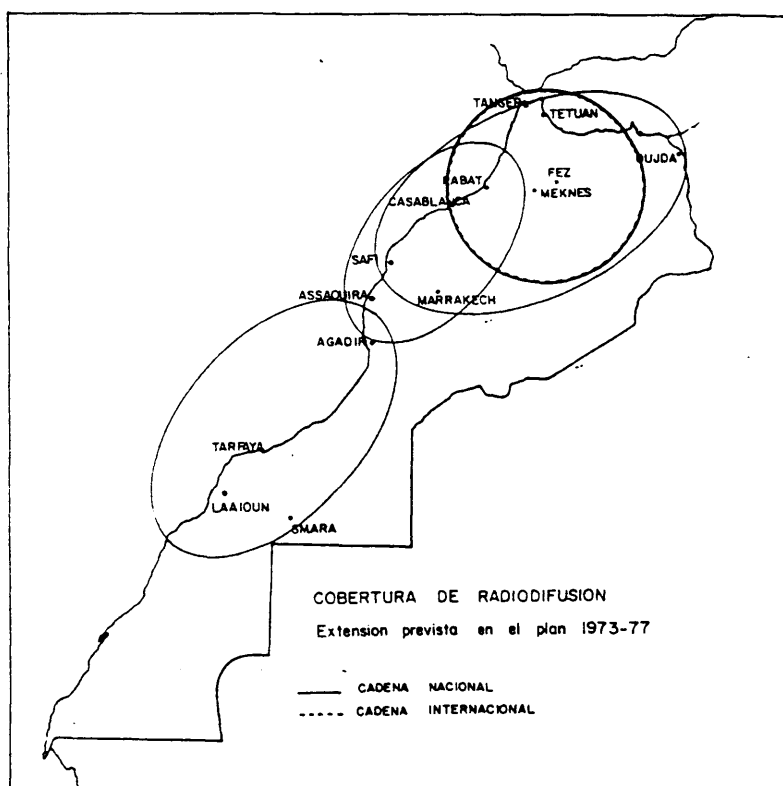 TANGER
TETUAN
OUJDA
FEZ
RABAT
MEKNES
CASABLANCA
SAFI
ASSAOUIRA
MARRAKECH
AGADIR
TARFAYA
LAAIOUN
SMARA
COBERTURA DE RADIODIFUSION
Extension prevista en el plan 1973-77
CADENA NACIONAL
CADENA INTERNACIONAL